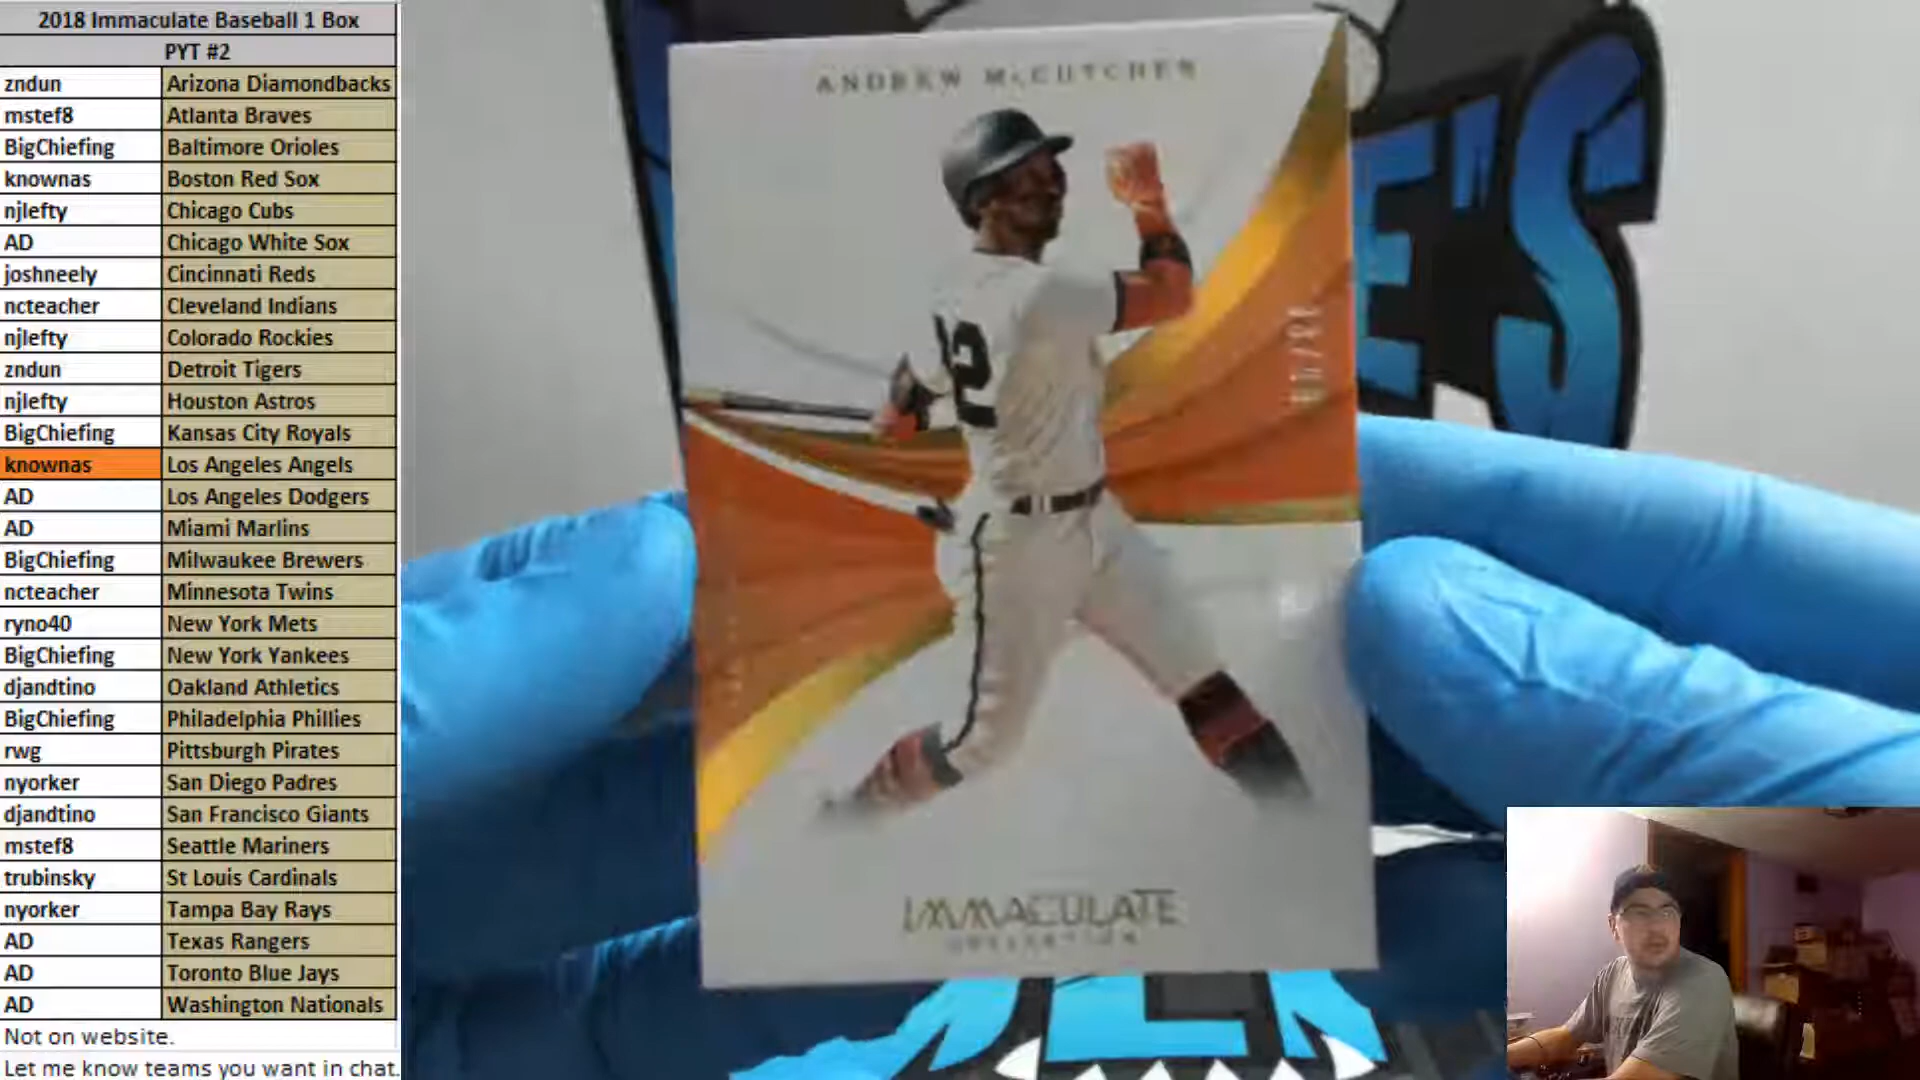 2018 Immaculate Baseball 1 Box
PYT #2
zndun Arizona Diamondbacks
mstef8 Atlanta Braves
BigChiefing Baltimore Orioles
knownas Boston Red Sox
njlefty Chicago Cubs
AD Chicago White Sox
joshneely Cincinnati Reds
ncteacher Cleveland Indians
njlefty Colorado Rockies
zndun Detroit Tigers
njlefty Houston Astros
BigChiefing Kansas City Royals
knownas Los Angeles Angels
AD Los Angeles Dodgers
AD Miami Marlins
BigChiefing Milwaukee Brewers
ncteacher Minnesota Twins
ryno40 New York Mets
BigChiefing New York Yankees
djandtino Oakland Athletics
BigChiefing Philadelphia Phillies
rwg Pittsburgh Pirates
nyorker San Diego Padres
djandtino San Francisco Giants
mstef8 Seattle Mariners
trubinsky St Louis Cardinals
nyorker Tampa Bay Rays
AD Texas Rangers
AD Toronto Blue Jays
AD Washington Nationals
Not on website.
Let me know teams you want in chat.
ANDREW McCUTCHEN
22
IMMACULATE
COLLECTION
E'S